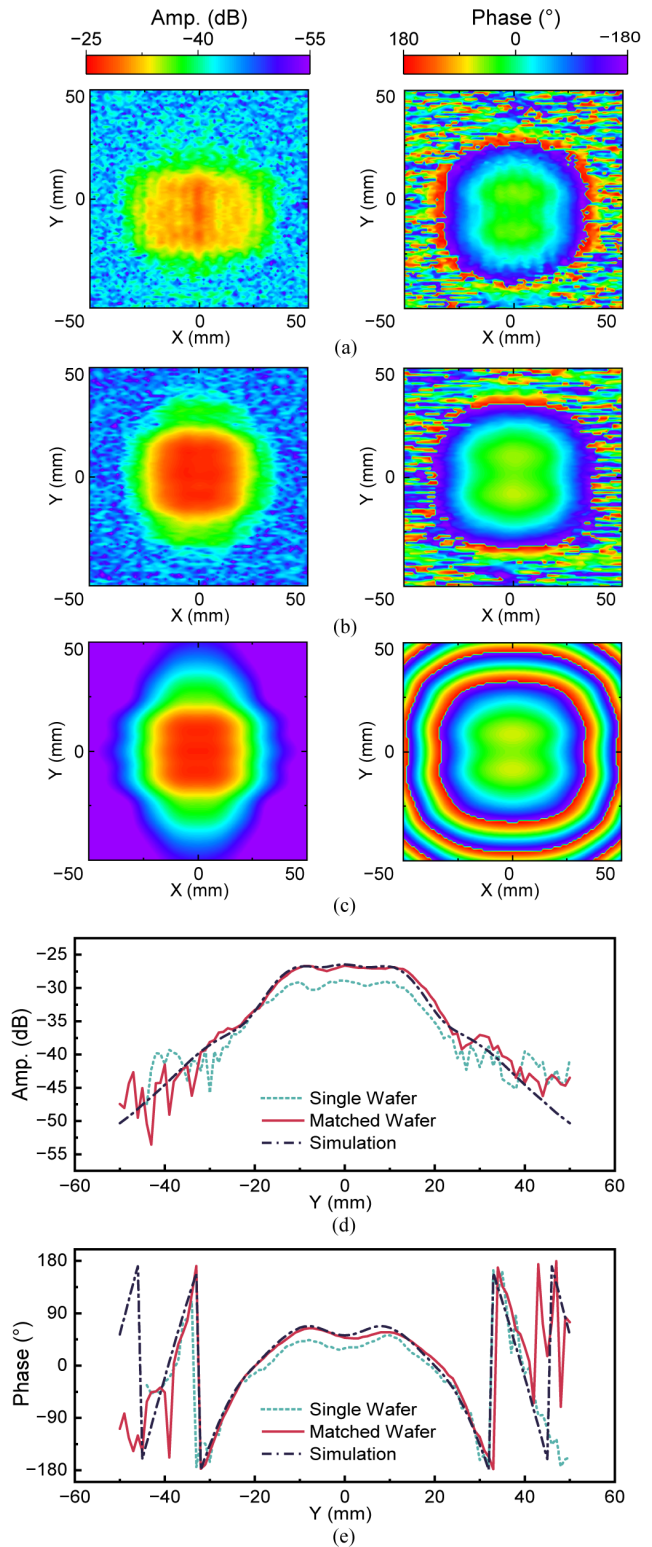 Amp. (dB) Phase (°)
−25 −40 −55 180 0 −180
50 50
Y (mm) 0 Y (mm) 0
−50 0 50 −50 0 50
X (mm) X (mm)
(a)
50 50
Y (mm) 0 Y (mm) 0
−50 0 50 −50 0 50
X (mm) X (mm)
(b)
50 50
Y (mm) 0 Y (mm) 0
−50 0 50 −50 0 50
X (mm) X (mm)
(c)
−25
−30
−35
−40
−45
−50
−55
Amp. (dB)
Single Wafer
Matched Wafer
Simulation
−60 −40 −20 0 20 40 60
Y (mm)
(d)
180
90
0
−90
−180
Phase (°)
Single Wafer
Matched Wafer
Simulation
−60 −40 −20 0 20 40 60
Y (mm)
(e)